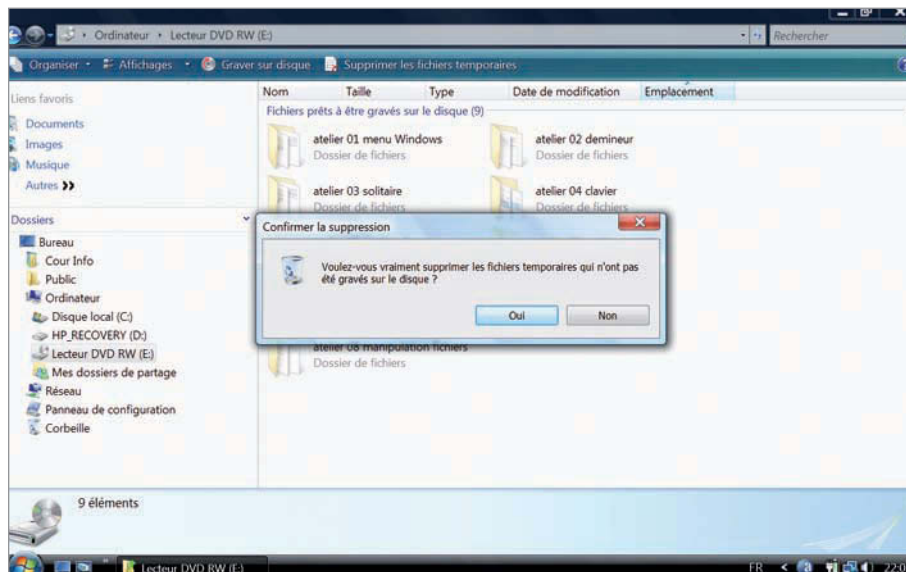 Ordinateur ▸ Lecteur DVD RW (E:)
Rechercher
Organiser
Affichages
Graver sur disque
Supprimer les fichiers temporaires
Liens favoris
Documents
Images
Musique
Autres
Dossiers
Bureau
Cour Info
Public
Ordinateur
Disque local (C:)
HP_RECOVERY (D:)
Lecteur DVD RW (E:)
Mes dossiers de partage
Réseau
Panneau de configuration
Corbeille
Nom Taille Type Date de modification Emplacement
Fichiers prêts à être gravés sur le disque (9)
atelier 01 menu Windows
Dossier de fichiers
atelier 02 demineur
Dossier de fichiers
atelier 03 solitaire
Dossier de fichiers
atelier 04 clavier
Dossier de fichiers
Confirmer la suppression
Voulez-vous vraiment supprimer les fichiers temporaires qui n'ont pas
été gravés sur le disque ?
Oui
Non
atelier 08 manipulation fichiers
Dossier de fichiers
9 éléments
Lecteur DVD RW (E:)
FR